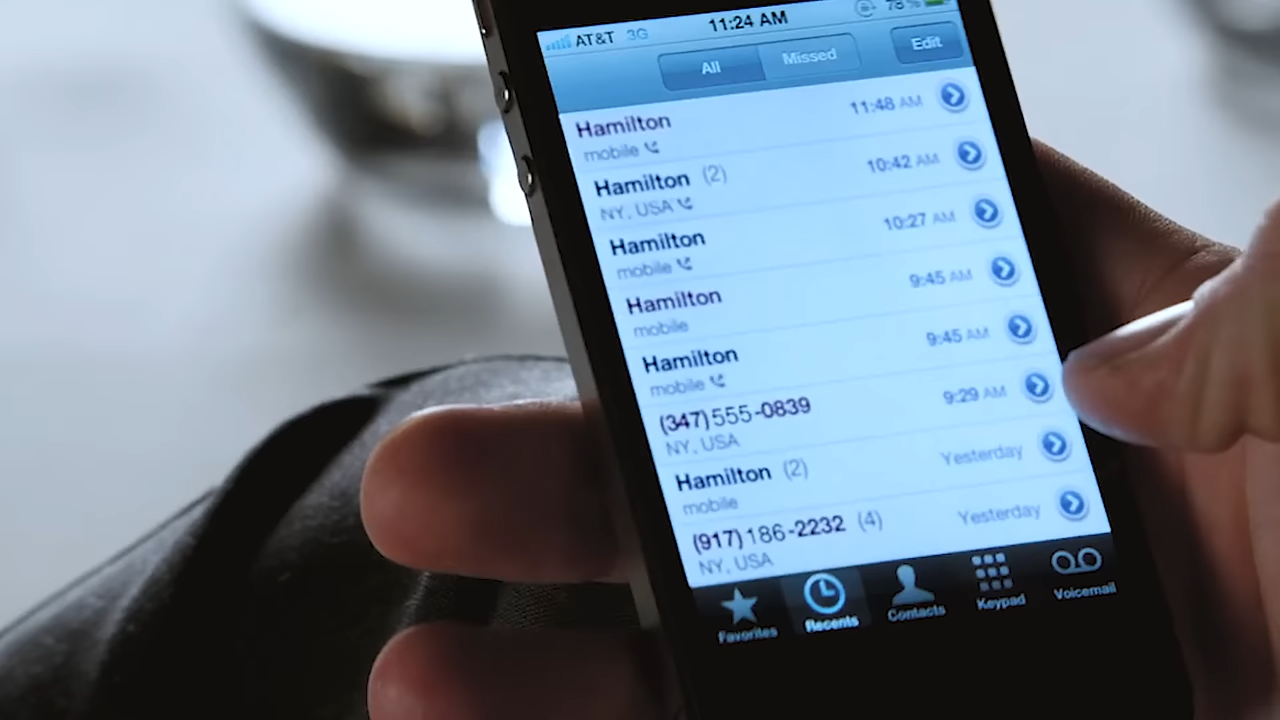 AT&T 3G 11:24 AM 78%
All Missed Edit
Hamilton 11:48 AM
mobile
Hamilton (2) 10:42 AM
NY, USA
Hamilton 10:27 AM
mobile
Hamilton 9:45 AM
mobile
Hamilton 9:45 AM
mobile
(347) 555-0839 9:29 AM
NY, USA
Hamilton (2) Yesterday
mobile
(917) 186-2232 (4) Yesterday
NY, USA
Favorites Recents Contacts Keypad Voicemail